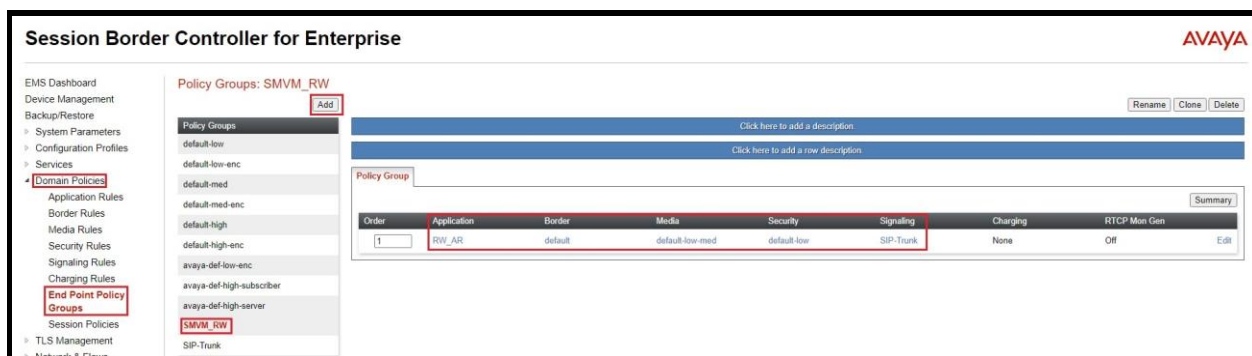 Session Border Controller for Enterprise
AVAYA
EMS Dashboard
Device Management
Backup/Restore
System Parameters
Configuration Profiles
Services
Domain Policies
Application Rules
Border Rules
Media Rules
Security Rules
Signaling Rules
Charging Rules
End Point Policy
Groups
Session Policies
TLS Management
Network & Flows
Policy Groups: SMVM_RW
Add
Rename Clone Delete
Policy Groups
default-low
default-low-enc
default-med
default-med-enc
default-high
default-high-enc
avaya-def-low-enc
avaya-def-high-subscriber
avaya-def-high-server
SMVM_RW
SIP-Trunk
Click here to add a description
Click here to add a row description
Policy Group
Summary
Order Application Border Media Security Signaling Charging RTCP Mon Gen
1 RW_AR default default-low-med default-low SIP-Trunk None Off Edit